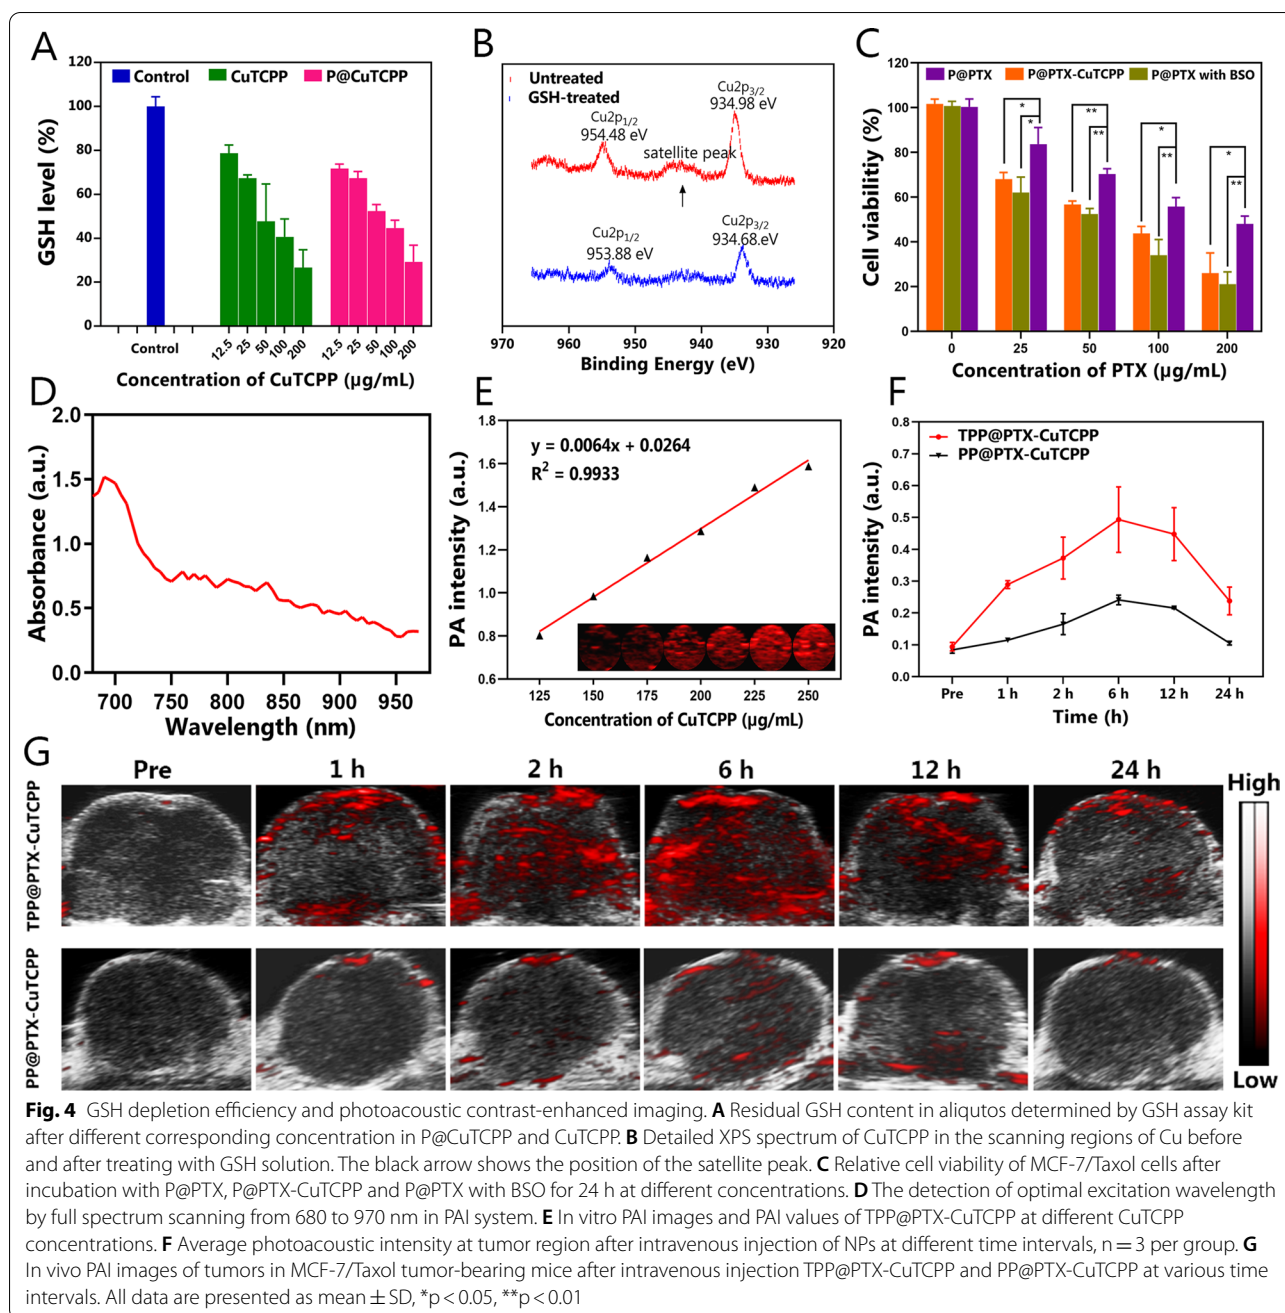 A
120
100
80
60
40
20
0
GSH level (%)
Control
CuTCPP
P@CuTCPP
Control
12.5
25
50
100
200
12.5
25
50
100
200
Concentration of CuTCPP (μg/mL)
B
Untreated
GSH-treated
Cu2p3/2
934.98 eV
Cu2p1/2
954.48 eV
satellite peak
Cu2p3/2
934.68.eV
Cu2p1/2
953.88 eV
970
960
950
940
930
920
Binding Energy (eV)
C
P@PTX
P@PTX-CuTCPP
P@PTX with BSO
120
100
80
60
40
20
0
Cell viabilitiy (%)
*
*
**
**
*
**
*
**
0
25
50
100
200
Concentration of PTX (μg/mL)
D
2.0
1.5
1.0
0.5
0.0
Absorbance (a.u.)
700
750
800
850
900
950
Wavelength (nm)
E
1.8
1.6
1.4
1.2
1.0
0.8
0.6
PA intensity (a.u.)
y = 0.0064x + 0.0264
R² = 0.9933
125
150
175
200
225
250
Concentration of CuTCPP (μg/mL)
F
0.8
0.7
0.6
0.5
0.4
0.3
0.2
0.1
0.0
PA intensity (a.u.)
TPP@PTX-CuTCPP
PP@PTX-CuTCPP
Pre
1 h
2 h
6 h
12 h
24 h
Time (h)
G
Pre
1 h
2 h
6 h
12 h
24 h
TPP@PTX-CuTCPP
PP@PTX-CuTCPP
High
Low
Fig. 4 GSH depletion efficiency and photoacoustic contrast-enhanced imaging. A Residual GSH content in aliqutos determined by GSH assay kit
after different corresponding concentration in P@CuTCPP and CuTCPP. B Detailed XPS spectrum of CuTCPP in the scanning regions of Cu before
and after treating with GSH solution. The black arrow shows the position of the satellite peak. C Relative cell viability of MCF-7/Taxol cells after
incubation with P@PTX, P@PTX-CuTCPP and P@PTX with BSO for 24 h at different concentrations. D The detection of optimal excitation wavelength
by full spectrum scanning from 680 to 970 nm in PAI system. E In vitro PAI images and PAI values of TPP@PTX-CuTCPP at different CuTCPP
concentrations. F Average photoacoustic intensity at tumor region after intravenous injection of NPs at different time intervals, n = 3 per group. G
In vivo PAI images of tumors in MCF-7/Taxol tumor-bearing mice after intravenous injection TPP@PTX-CuTCPP and PP@PTX-CuTCPP at various time
intervals. All data are presented as mean ± SD, *p < 0.05, **p < 0.01